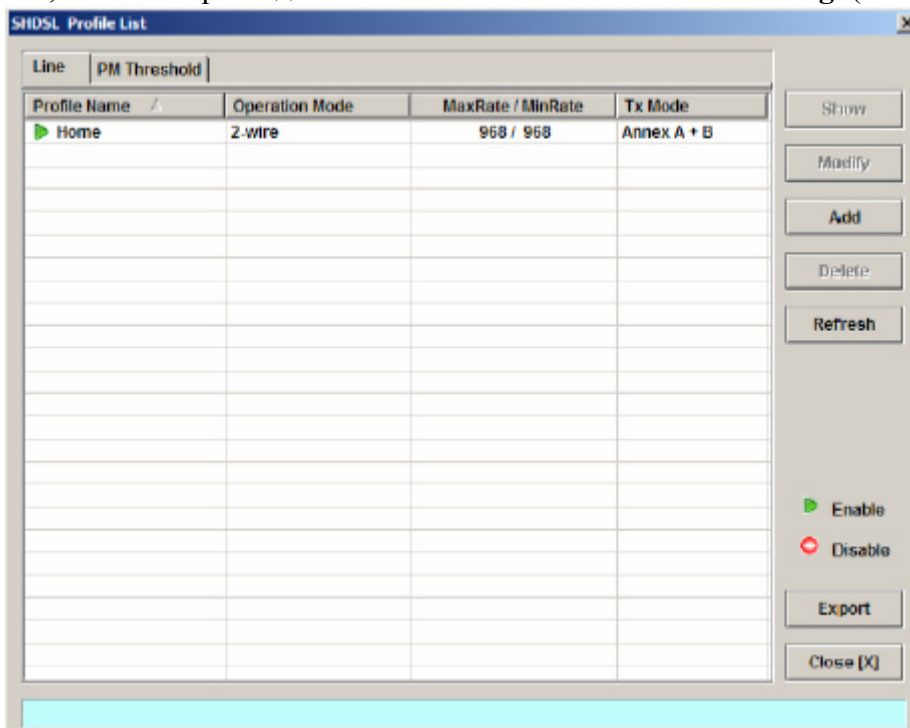 SHDSL Profile List
Line PM Threshold
Profile Name Operation Mode MaxRate / MinRate Tx Mode
Home 2-wire 968 / 968 Annex A + B
Show
Modify
Add
Delete
Refresh
Enable
Disable
Export
Close [X]